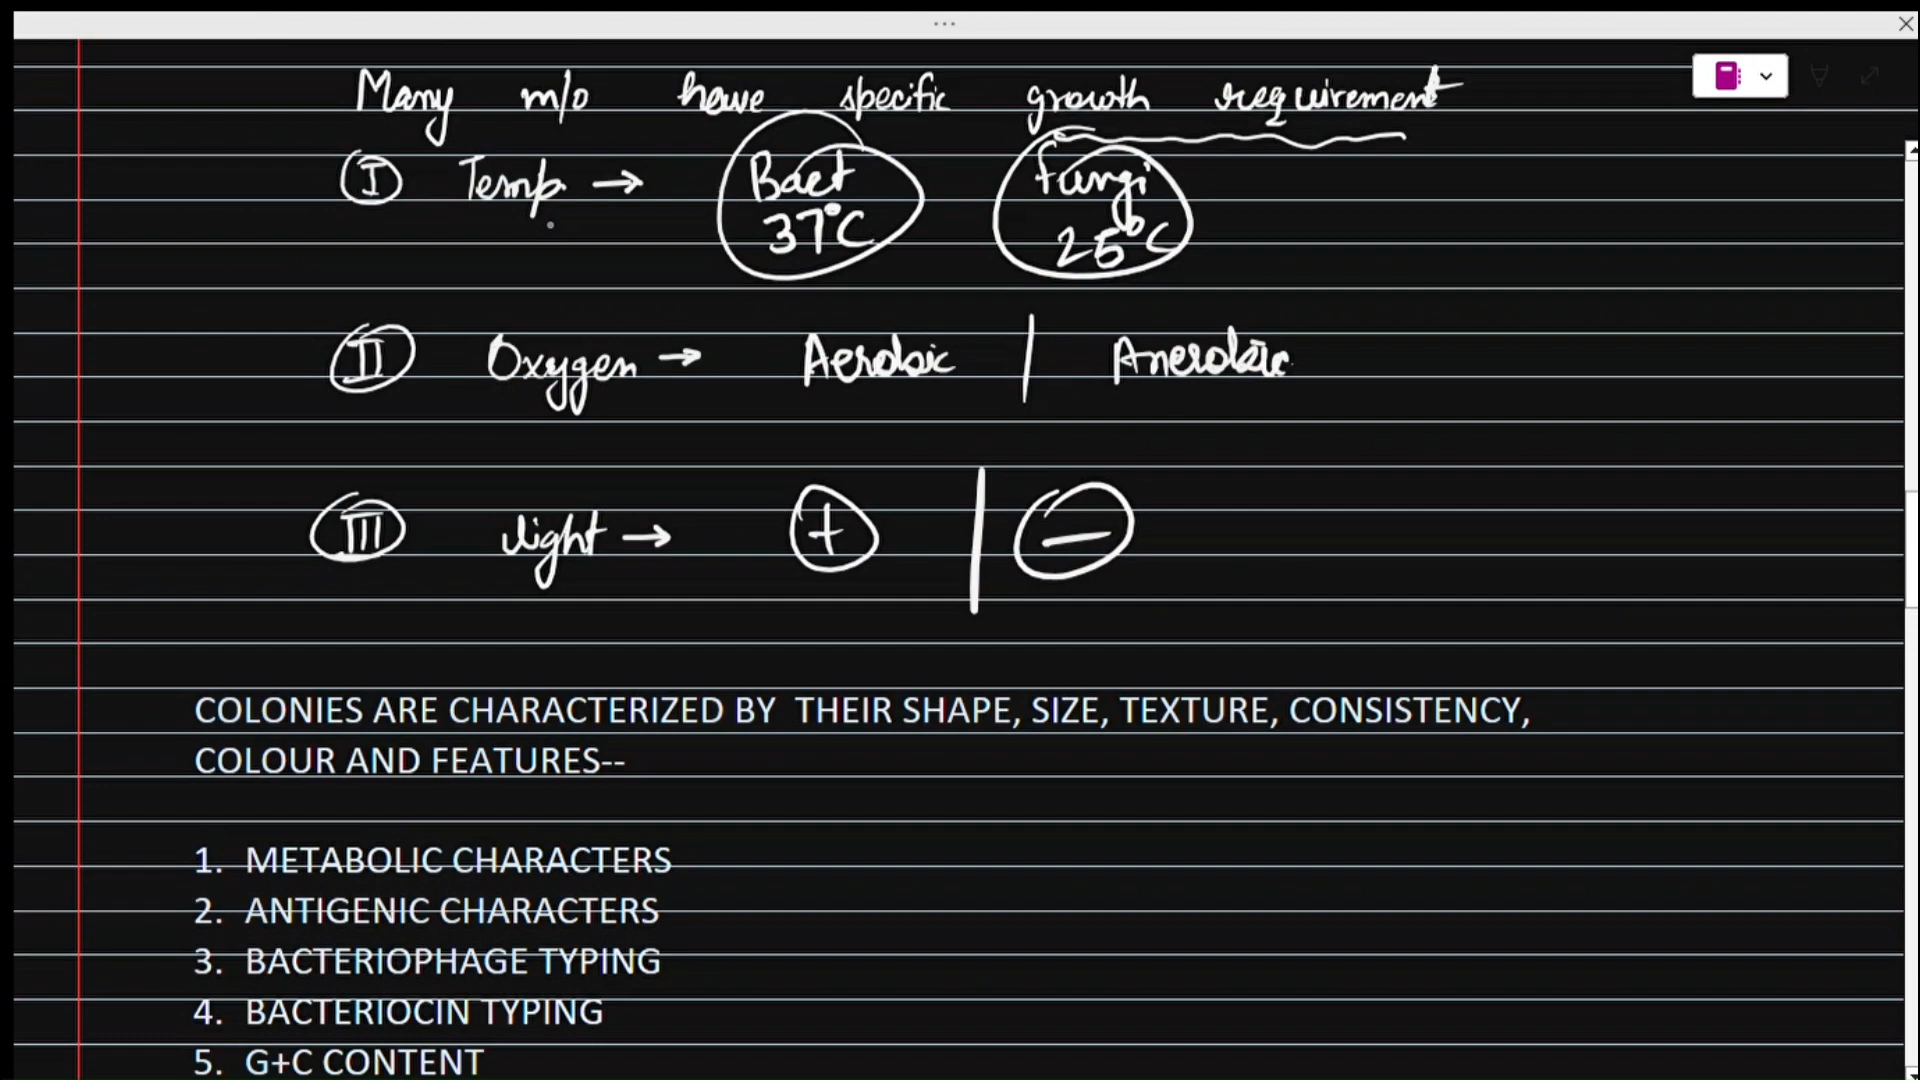 Many m/o have specific growth requirement
I Temp → Bact Fungi
37°C 25°C
II Oxygen → Aerobic | Anerobic
III light → + | −
COLONIES ARE CHARACTERIZED BY THEIR SHAPE, SIZE, TEXTURE, CONSISTENCY,
COLOUR AND FEATURES--
1. METABOLIC CHARACTERS
2. ANTIGENIC CHARACTERS
3. BACTERIOPHAGE TYPING
4. BACTERIOCIN TYPING
5. G+C CONTENT